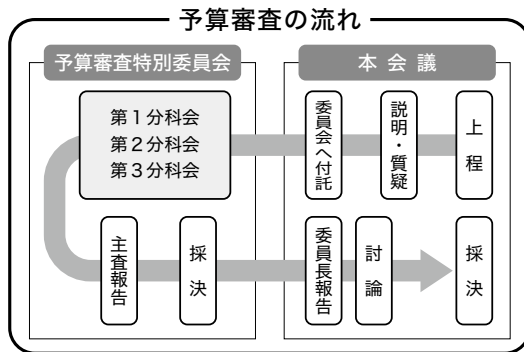 予算審査の流れ
予算審査特別委員会
本会議
第1分科会
第2分科会
第3分科会
委員会へ付託
説明・質疑
上程
主査報告
採決
委員長報告
討論
採決